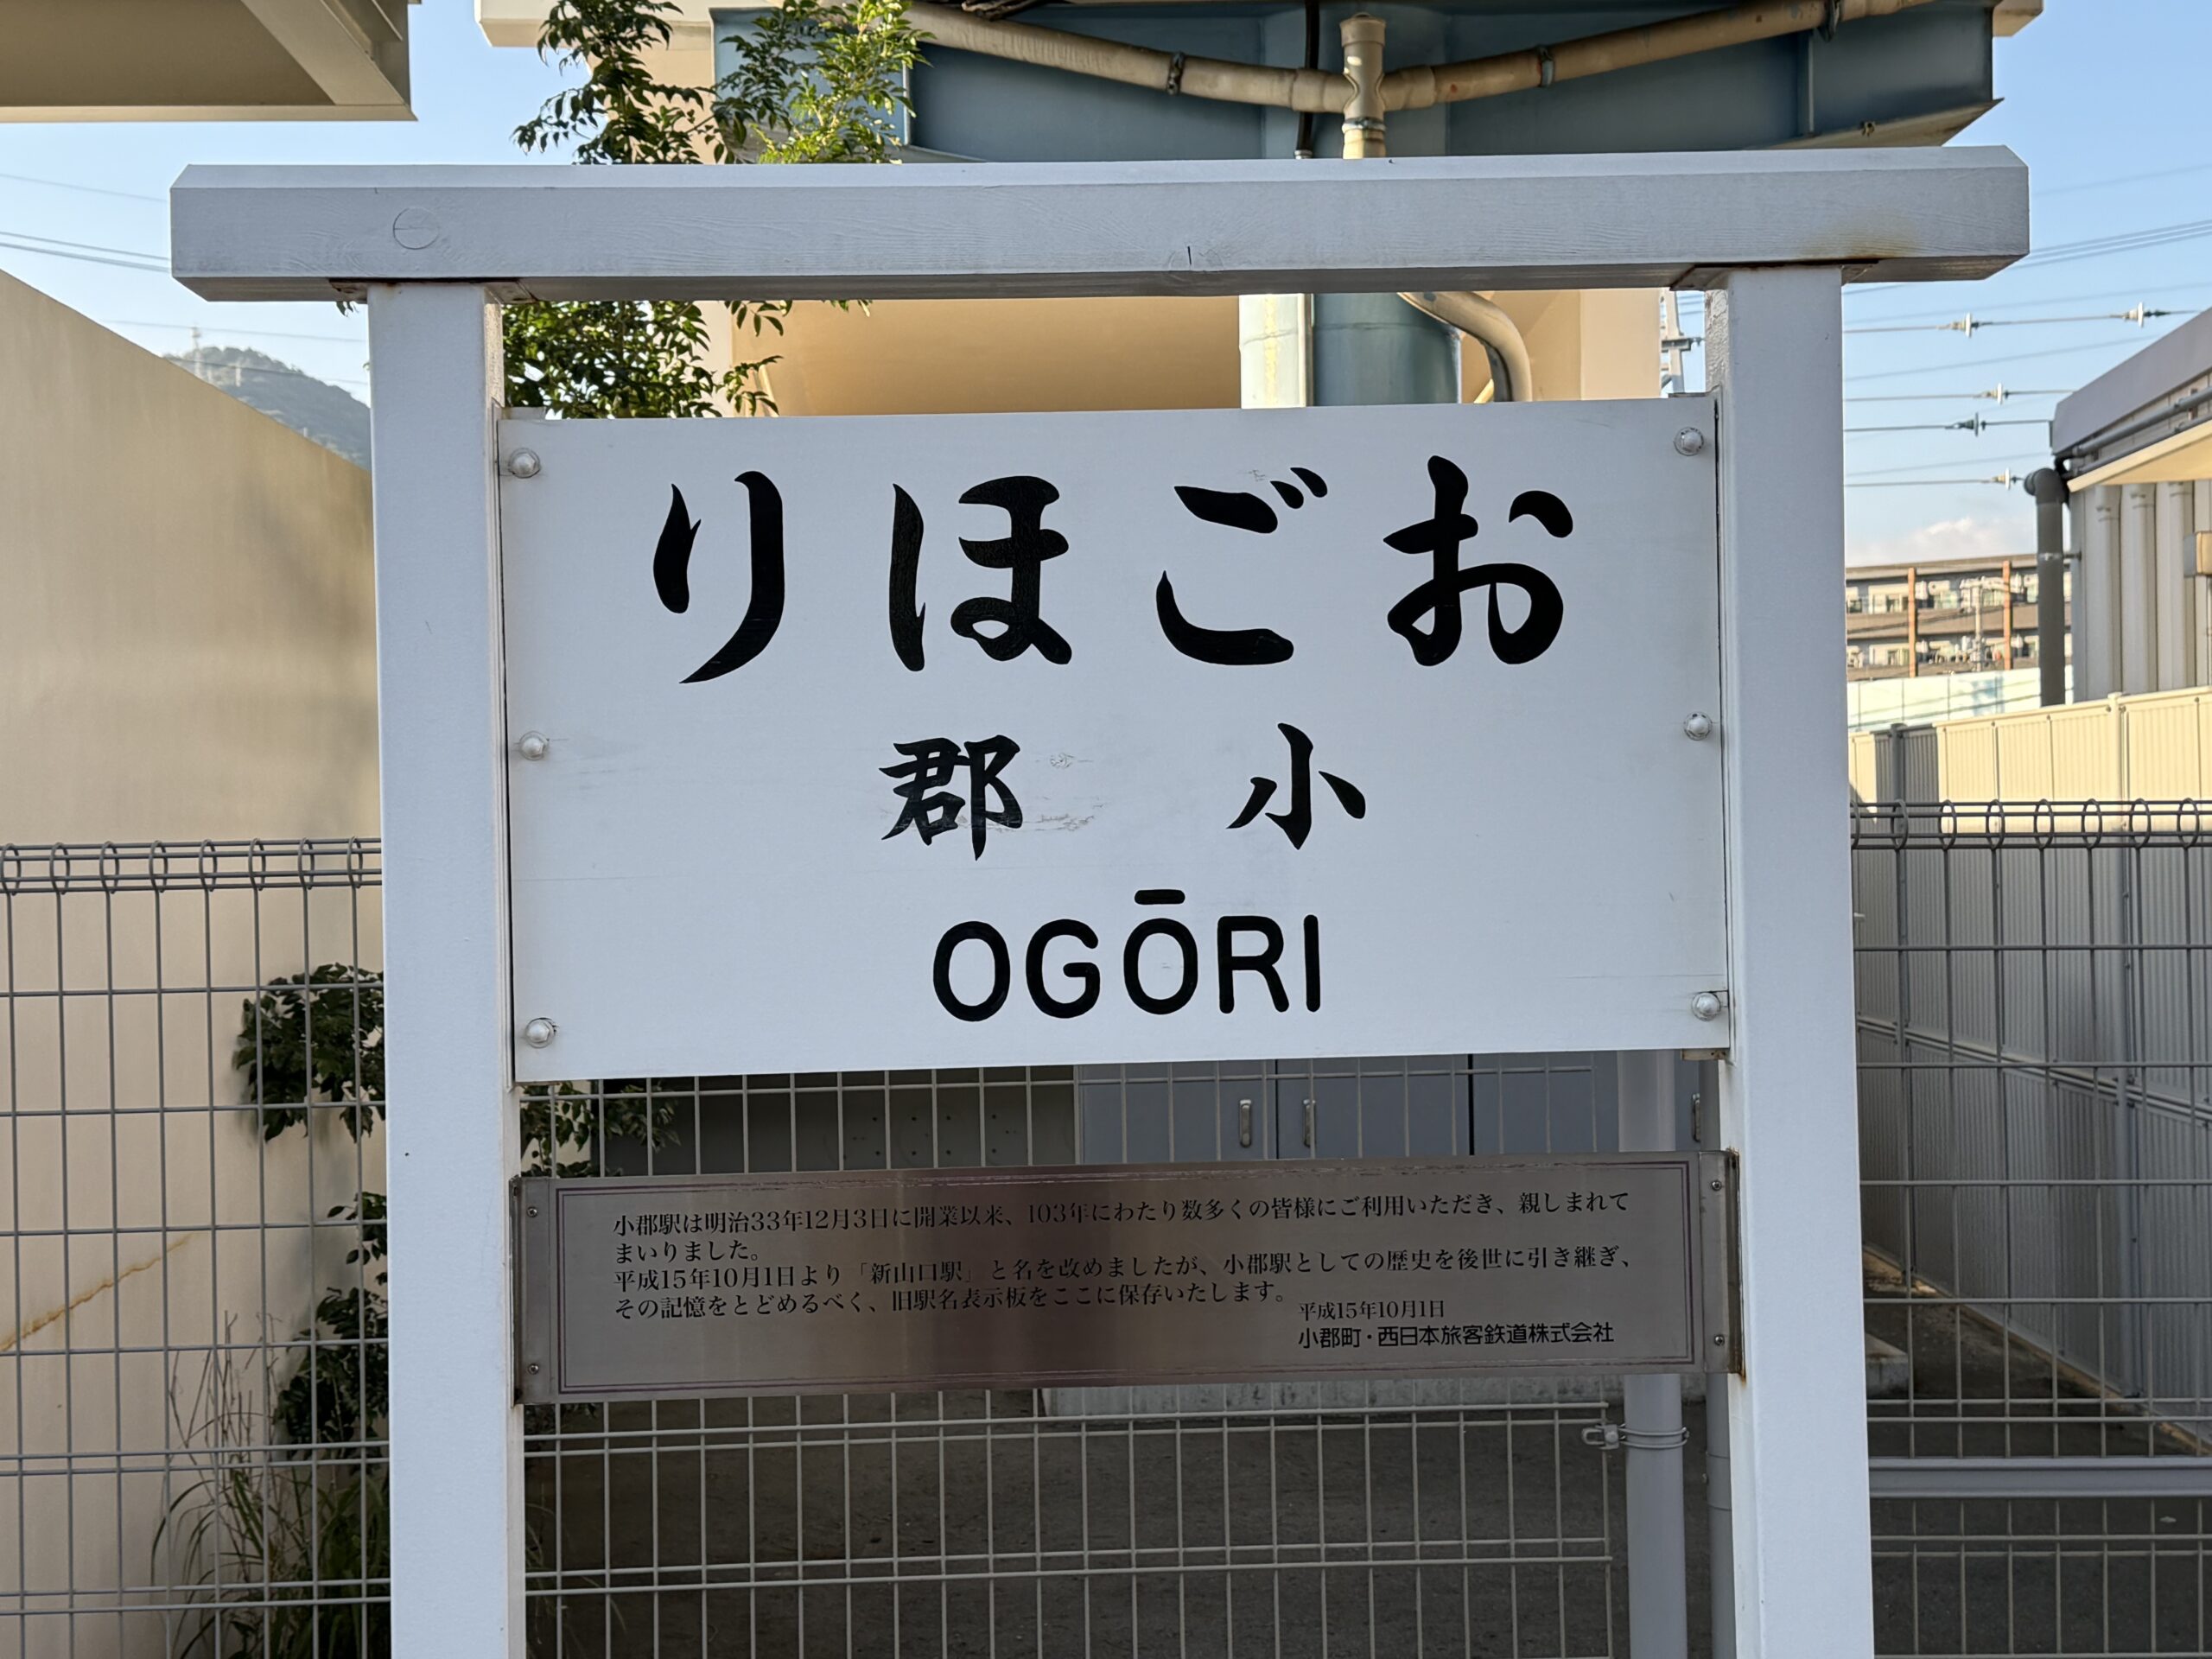 おごほり
小郡
OGŌRI
小郡駅は明治33年12月3日に開業以来、103年にわたり数多くの皆様にご利用いただき、親しまれて
まいりました。
平成15年10月1日より「新山口駅」と名を改めましたが、小郡駅としての歴史を後世に引き継ぎ、
その記憶をとどめるべく、旧駅名表示板をここに保存いたします。
平成15年10月1日
小郡町・西日本旅客鉄道株式会社